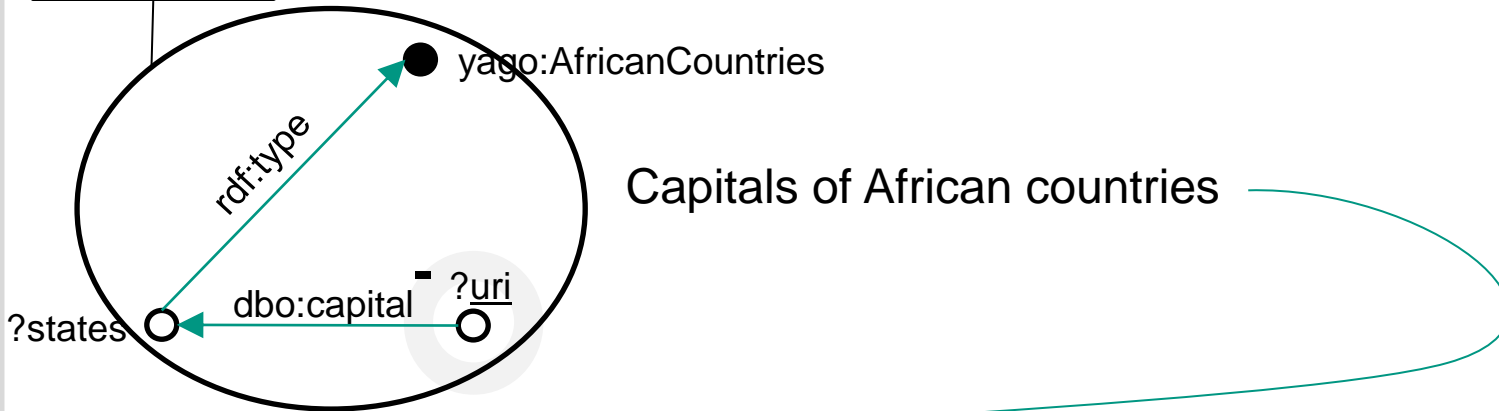 yago:AfricanCountries
rdf:type
Capitals of African countries
dbo:capital⁻ ?uri
?states